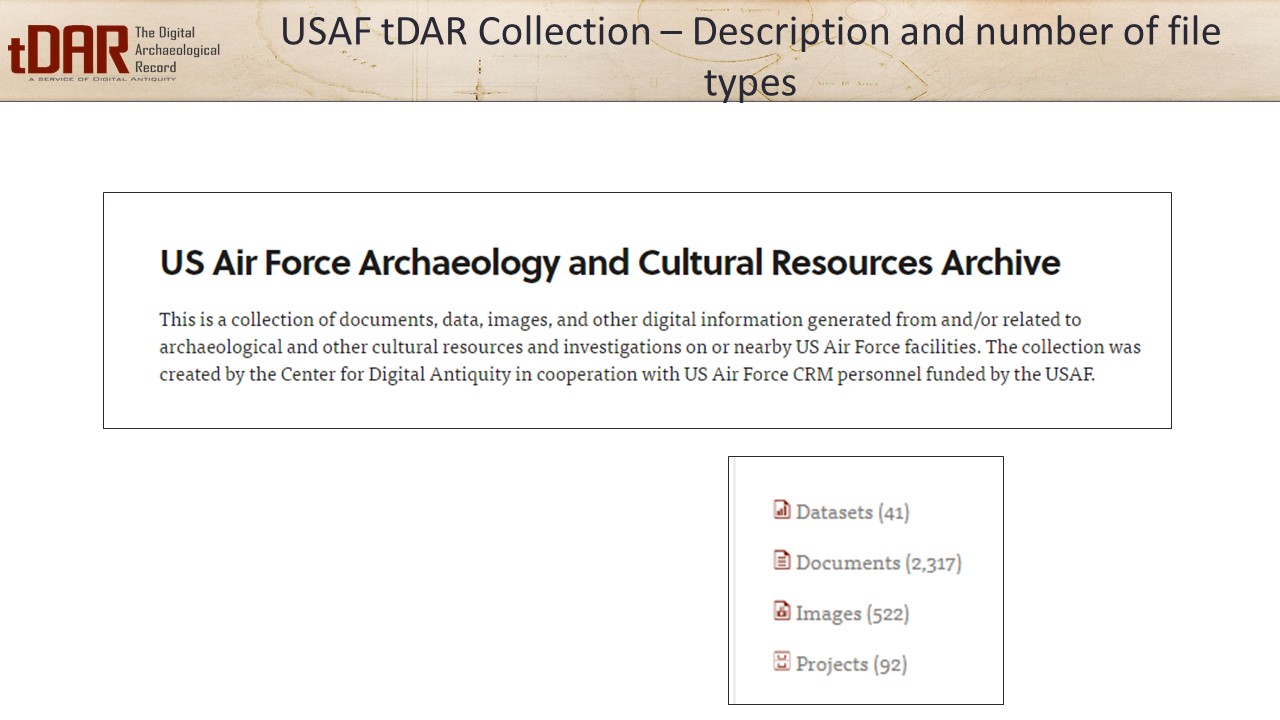 tDAR
The Digital
Archaeological
Record
A SERVICE OF DIGITAL ANTIQUITY
USAF tDAR Collection – Description and number of file
types
US Air Force Archaeology and Cultural Resources Archive
This is a collection of documents, data, images, and other digital information generated from and/or related to
archaeological and other cultural resources and investigations on or nearby US Air Force facilities. The collection was
created by the Center for Digital Antiquity in cooperation with US Air Force CRM personnel funded by the USAF.
Datasets (41)
Documents (2,317)
Images (522)
Projects (92)